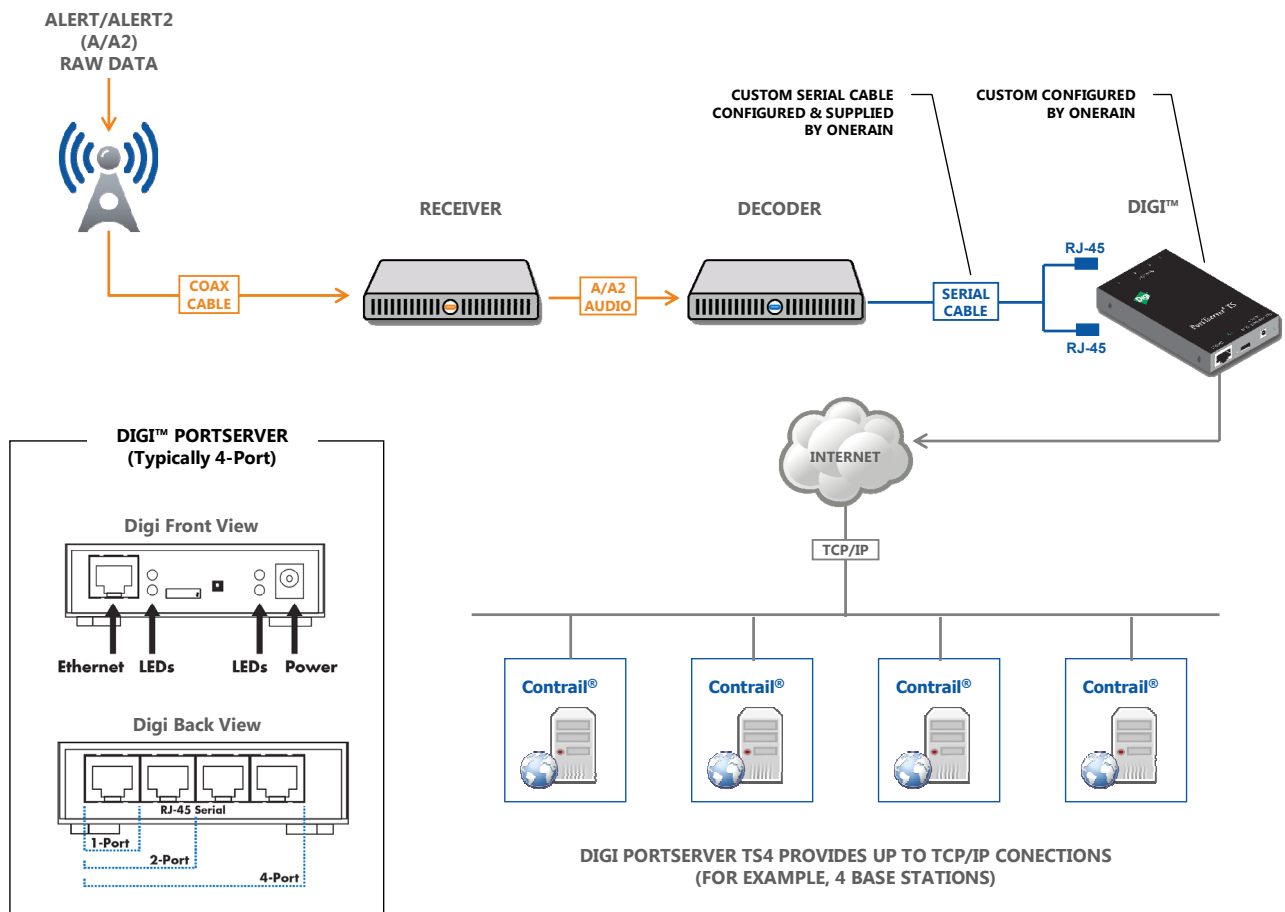 ALERT/ALERT2
(A/A2)
RAW DATA
CUSTOM SERIAL CABLE
CONFIGURED & SUPPLIED
BY ONERAIN
CUSTOM CONFIGURED
BY ONERAIN
RECEIVER
DECODER
DIGI™
COAX
CABLE
A/A2
AUDIO
SERIAL
CABLE
RJ-45
RJ-45
Digi
PortServer TS
INTERNET
TCP/IP
Contrail®
Contrail®
Contrail®
Contrail®
DIGI PORTSERVER TS4 PROVIDES UP TO TCP/IP CONECTIONS
(FOR EXAMPLE, 4 BASE STATIONS)
DIGI™ PORTSERVER
(Typically 4-Port)
Digi Front View
Ethernet
LEDs
LEDs
Power
Digi Back View
RJ-45 Serial
1-Port
2-Port
4-Port